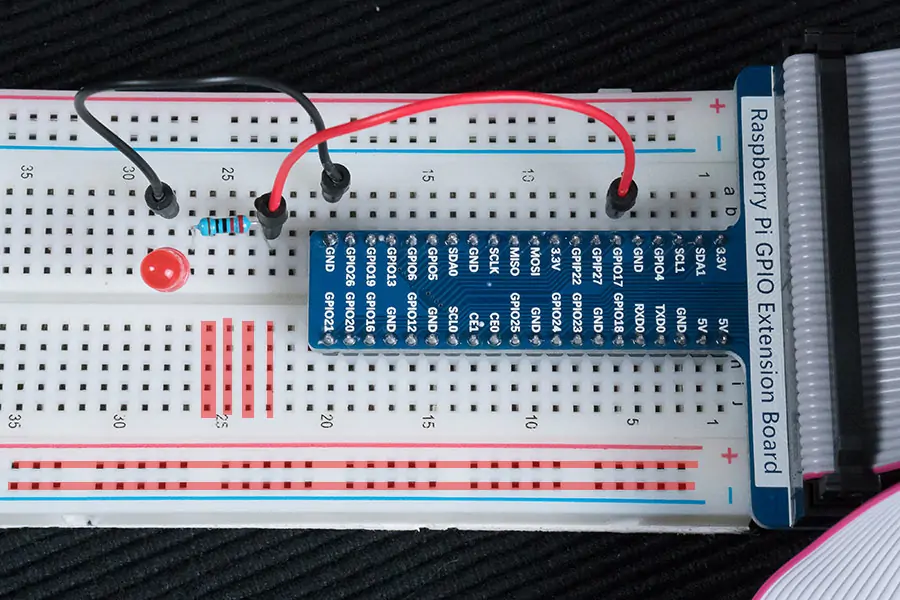 +
−
35
30
25
15
10
1
a
b
GND GPIO26 GPIO19 GPIO13 GPIO6 GPIO5 SDA0 GND SCLK MISO MOSI 3.3V GPP22 GPP27 GPIO17 GND GPIO4 SCL1 SDA1 3.3V
GPIO21 GPIO20 GPIO16 GND GPIO12 GND SCL0 CE1 CE0 GPIO25 GND GPIO24 GPIO23 GND GPIO18 RXD0 TXD0 GND 5V 5V
i
j
35
30
25
20
15
10
5
1
+
−
Raspberry Pi GPIO Extension Board